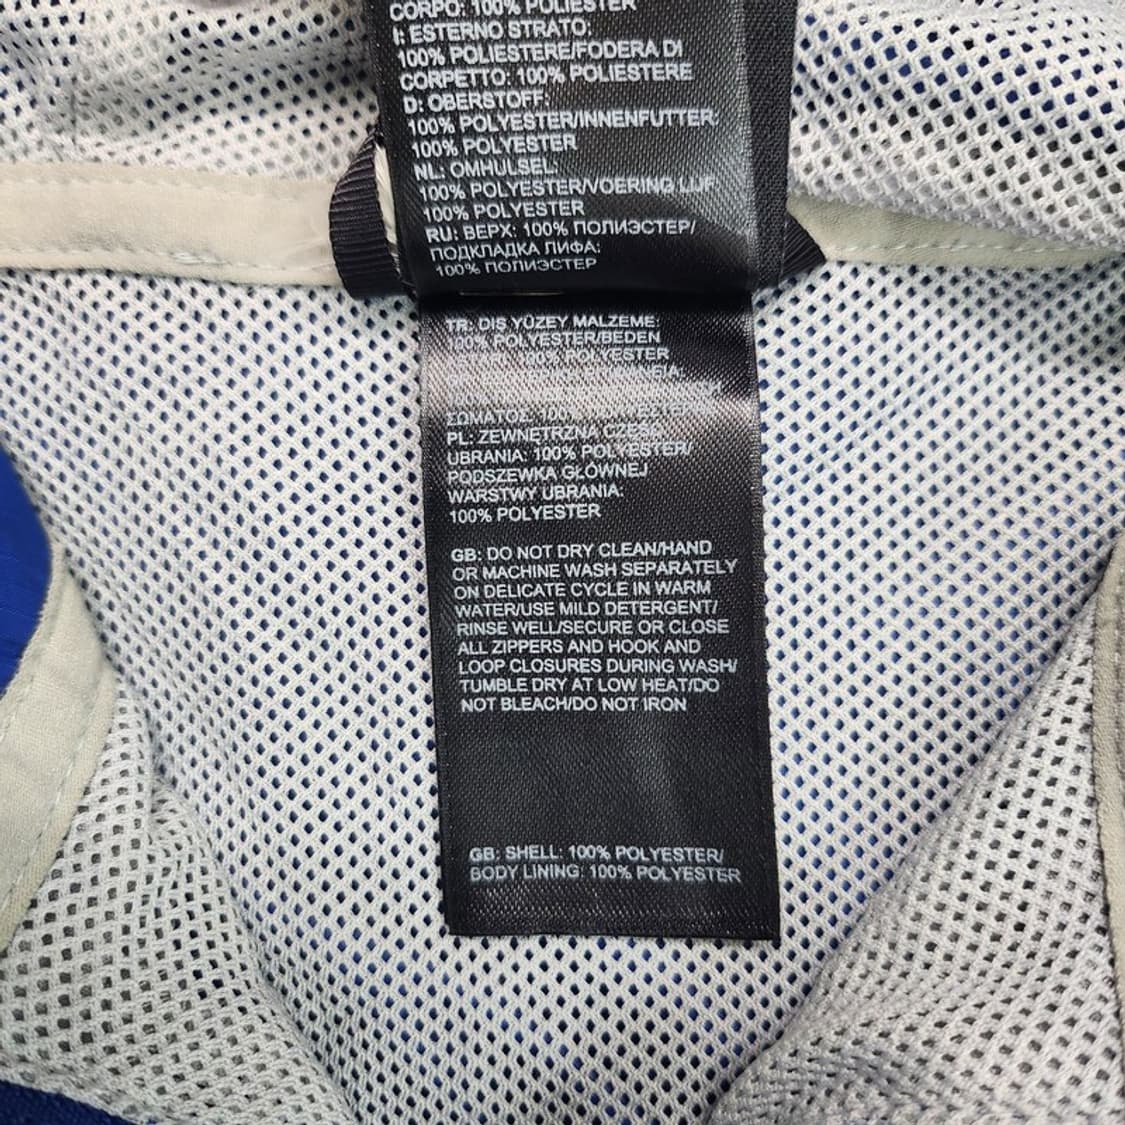 CORPO: 100% POLIÉSTER
I: ESTERNO STRATO:
100% POLIESTERE/FODERA DI
CORPETTO: 100% POLIESTERE
D: OBERSTOFF:
100% POLYESTER/INNENFUTTER:
100% POLYESTER
NL: OMHULSEL:
100% POLYESTER/VOERING LIJF
100% POLYESTER
RU: ВЕРХ: 100% ПОЛИЭСТЕР/
ПОДКЛАДКА ЛИФА:
100% ПОЛИЭСТЕР
TR: DIŞ YÜZEY MALZEME:
100% POLYESTER/BEDEN
POLYESTER
ΣΩΜΑΤΟΣ: 100%
PL: ZEWNĘTRZNA CZĘŚĆ
UBRANIA: 100% POLYESTER/
PODSZEWKA GŁÓWNEJ
WARSTWY UBRANIA:
100% POLYESTER
GB: DO NOT DRY CLEAN/HAND
OR MACHINE WASH SEPARATELY
ON DELICATE CYCLE IN WARM
WATER/USE MILD DETERGENT/
RINSE WELL/SECURE OR CLOSE
ALL ZIPPERS AND HOOK AND
LOOP CLOSURES DURING WASH/
TUMBLE DRY AT LOW HEAT/DO
NOT BLEACH/DO NOT IRON
GB: SHELL: 100% POLYESTER/
BODY LINING: 100% POLYESTER